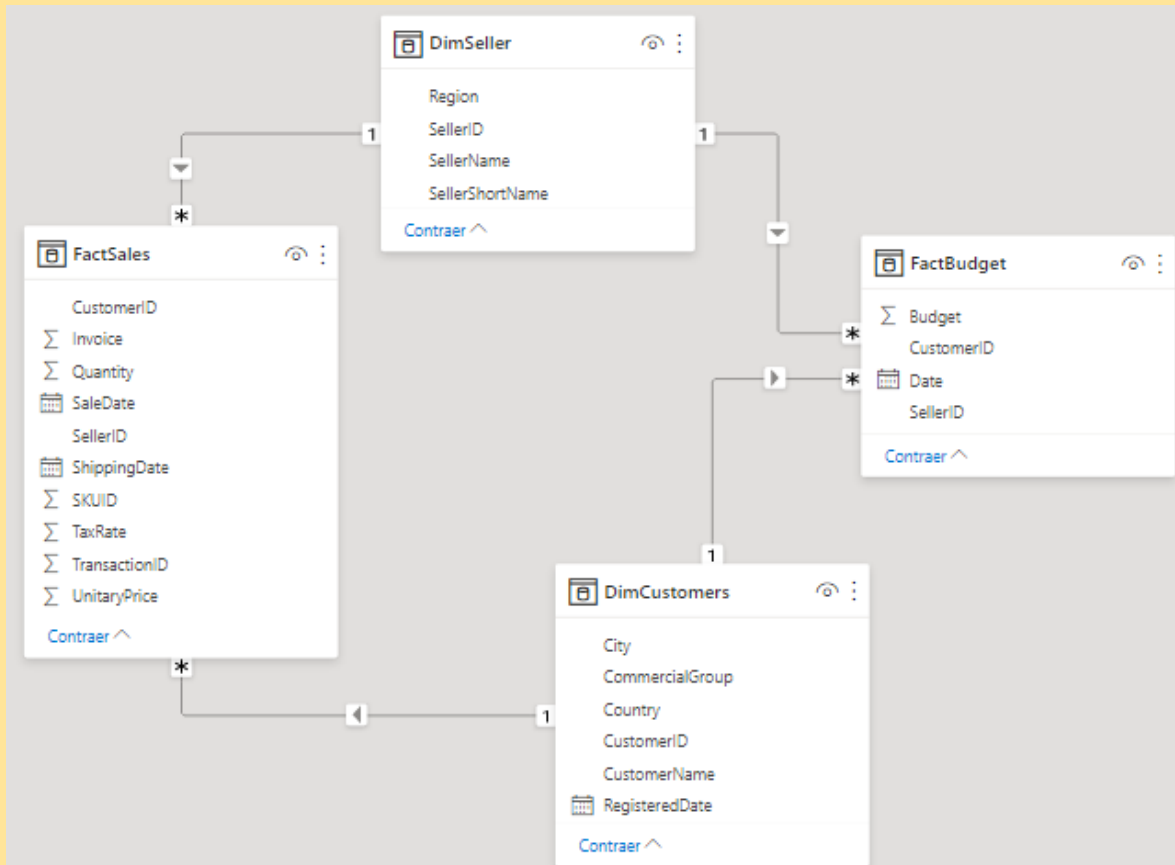 DimSeller
Region
SellerID
SellerName
SellerShortName
Contraer
1
1
*
*
*
1
FactSales
CustomerID
Invoice
Quantity
SaleDate
SellerID
ShippingDate
SKUID
TaxRate
TransactionID
UnitaryPrice
Contraer
*
1
FactBudget
Budget
CustomerID
Date
SellerID
Contraer
DimCustomers
City
CommercialGroup
Country
CustomerID
CustomerName
RegisteredDate
Contraer